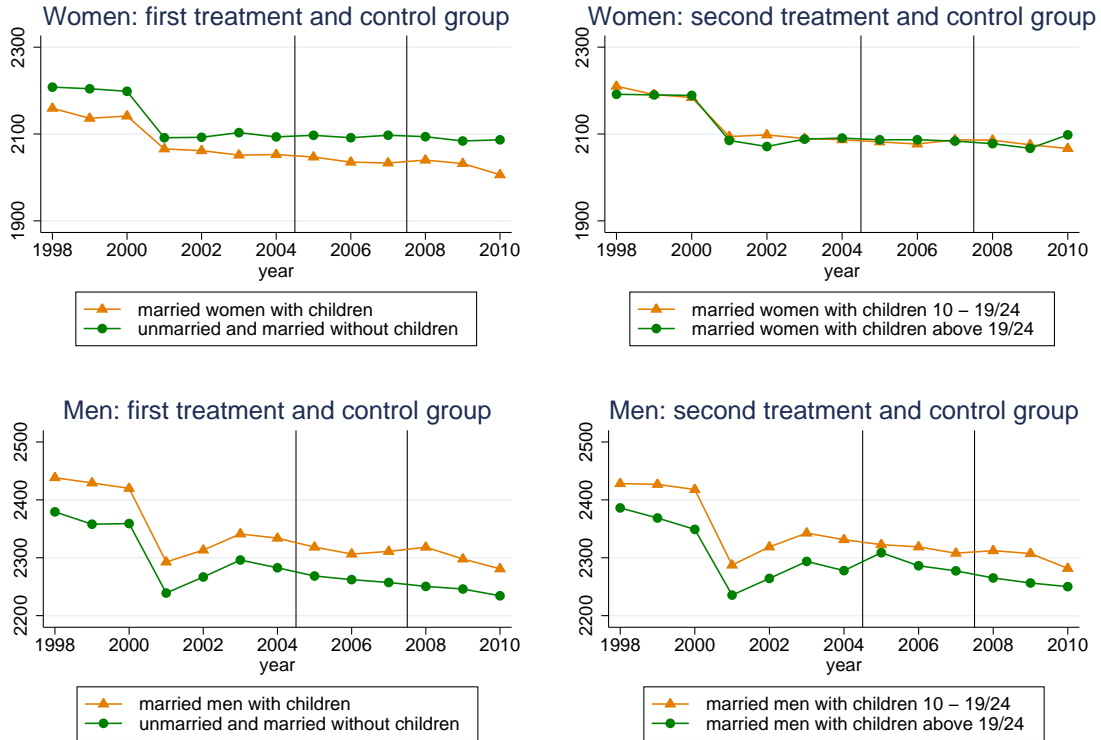 Women: first treatment and control group
2300
2100
1900
1998 2000 2002 2004 2006 2008 2010
year
married women with children
unmarried and married without children
Women: second treatment and control group
2300
2100
1900
1998 2000 2002 2004 2006 2008 2010
year
married women with children 10 − 19/24
married women with children above 19/24
Men: first treatment and control group
2500
2400
2300
2200
1998 2000 2002 2004 2006 2008 2010
year
married men with children
unmarried and married without children
Men: second treatment and control group
2500
2400
2300
2200
1998 2000 2002 2004 2006 2008 2010
year
married men with children 10 − 19/24
married men with children above 19/24